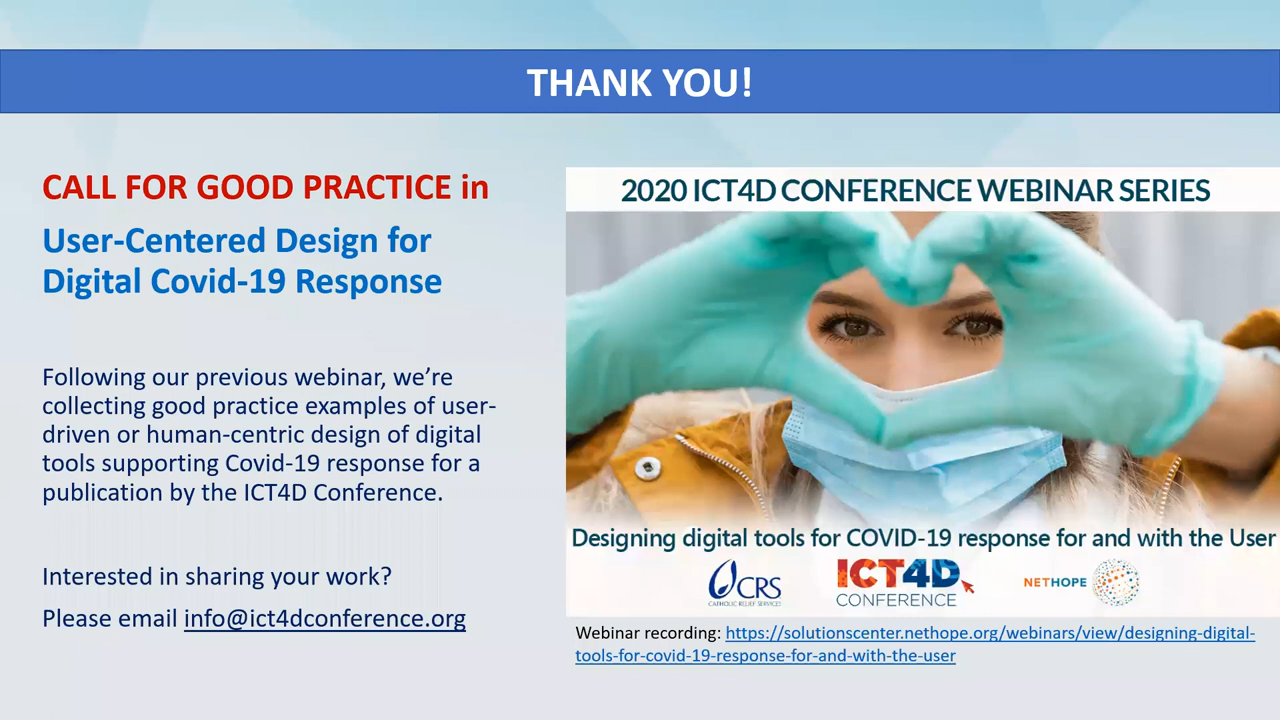 THANK YOU!
CALL FOR GOOD PRACTICE in
User-Centered Design for
Digital Covid-19 Response
Following our previous webinar, we’re
collecting good practice examples of user-
driven or human-centric design of digital
tools supporting Covid-19 response for a
publication by the ICT4D Conference.
Interested in sharing your work?
Please email info@ict4dconference.org
2020 ICT4D CONFERENCE WEBINAR SERIES
Designing digital tools for COVID-19 response for and with the User
CRS
CATHOLIC RELIEF SERVICES
ICT4D
CONFERENCE
NETHOPE
Webinar recording: https://solutionscenter.nethope.org/webinars/view/designing-digital-
tools-for-covid-19-response-for-and-with-the-user